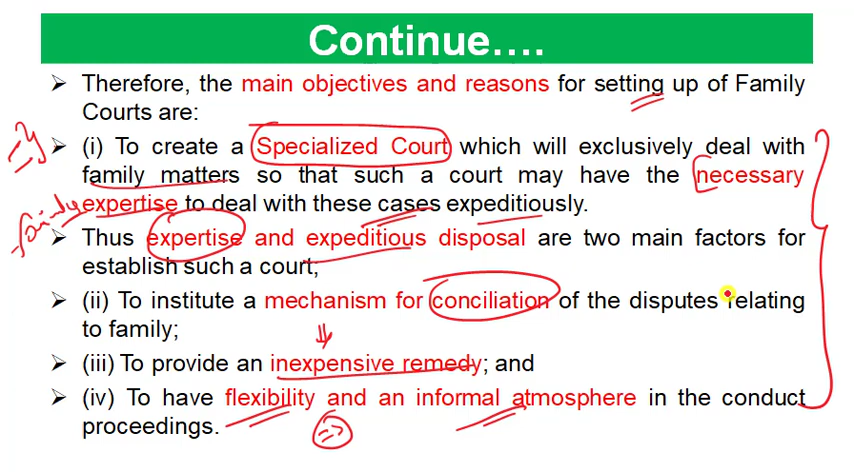 Continue....
➢ Therefore, the main objectives and reasons for setting up of Family
Courts are:
➢ (i) To create a Specialized Court which will exclusively deal with
family matters so that such a court may have the necessary
expertise to deal with these cases expeditiously.
➢ Thus expertise and expeditious disposal are two main factors for
establish such a court;
➢ (ii) To institute a mechanism for conciliation of the disputes relating
to family;
➢ (iii) To provide an inexpensive remedy; and
➢ (iv) To have flexibility and an informal atmosphere in the conduct
proceedings.